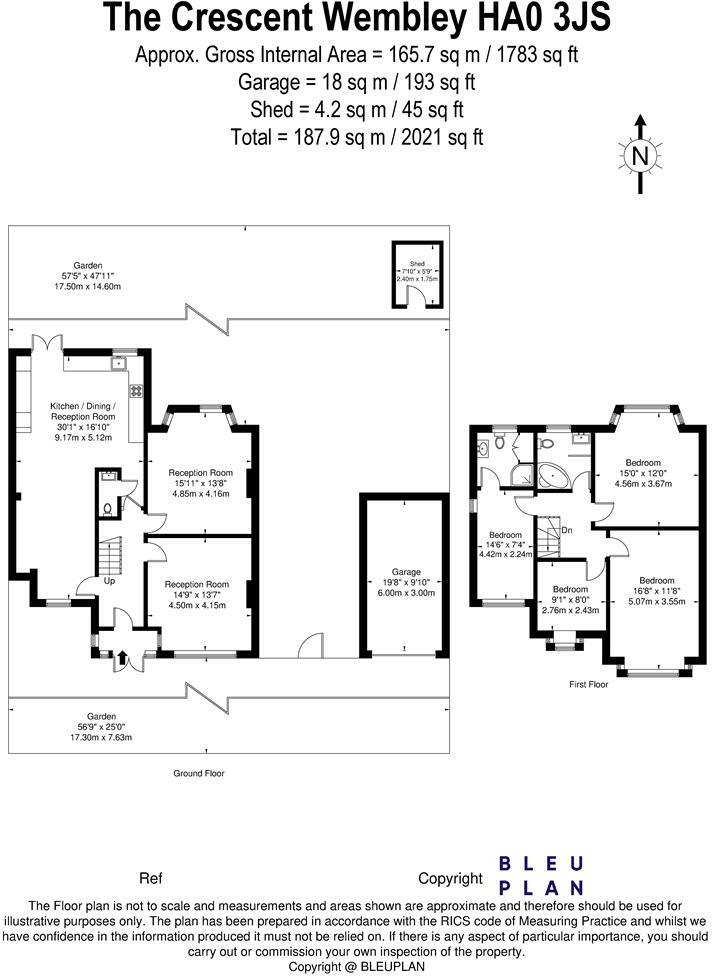 The Crescent Wembley HA0 3JS
Approx. Gross Internal Area = 165.7 sq m / 1783 sq ft
Garage = 18 sq m / 193 sq ft
Shed = 4.2 sq m / 45 sq ft
Total = 187.9 sq m / 2021 sq ft
N
Garden
57'5" x 47'11"
17.50m x 14.60m
Shed
7'10" x 5'9"
2.40m x 1.75m
Kitchen / Dining /
Reception Room
30'1" x 16'10"
9.17m x 5.12m
Reception Room
15'11" x 13'8"
4.85m x 4.16m
Up
Reception Room
14'9" x 13'7"
4.50m x 4.15m
Garage
19'8" x 9'10"
6.00m x 3.00m
Garden
56'9" x 25'0"
17.30m x 7.63m
Ground Floor
Bedroom
15'0" x 12'0"
4.56m x 3.67m
Bedroom
14'6" x 7'4"
4.42m x 2.24m
Dn
Bedroom
9'1" x 8'0"
2.76m x 2.43m
Bedroom
16'8" x 11'8"
5.07m x 3.55m
First Floor
Ref
Copyright
BLEU
PLAN
The Floor plan is not to scale and measurements and areas shown are approximate and therefore should be used for
illustrative purposes only. The plan has been prepared in accordance with the RICS code of Measuring Practice and whilst we
have confidence in the information produced it must not be relied on. If there is any aspect of particular importance, you should
carry out or commission your own inspection of the property.
Copyright @ BLEUPLAN